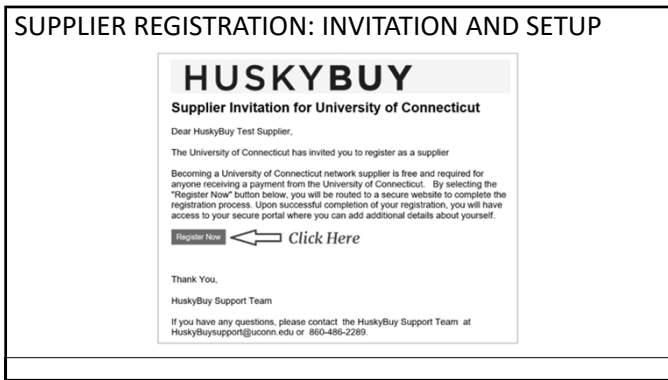 SUPPLIER REGISTRATION: INVITATION AND SETUP
HUSKYBUY
Supplier Invitation for University of Connecticut
Dear HuskyBuy Test Supplier,
The University of Connecticut has invited you to register as a supplier
Becoming a University of Connecticut network supplier is free and required for
anyone receiving a payment from the University of Connecticut. By selecting the
"Register Now" button below, you will be routed to a secure website to complete the
registration process. Upon successful completion of your registration, you will have
access to your secure portal where you can add additional details about yourself.
Register Now Click Here
Thank You,
HuskyBuy Support Team
If you have any questions, please contact the HuskyBuy Support Team at
HuskyBuysupport@uconn.edu or 860-486-2289.